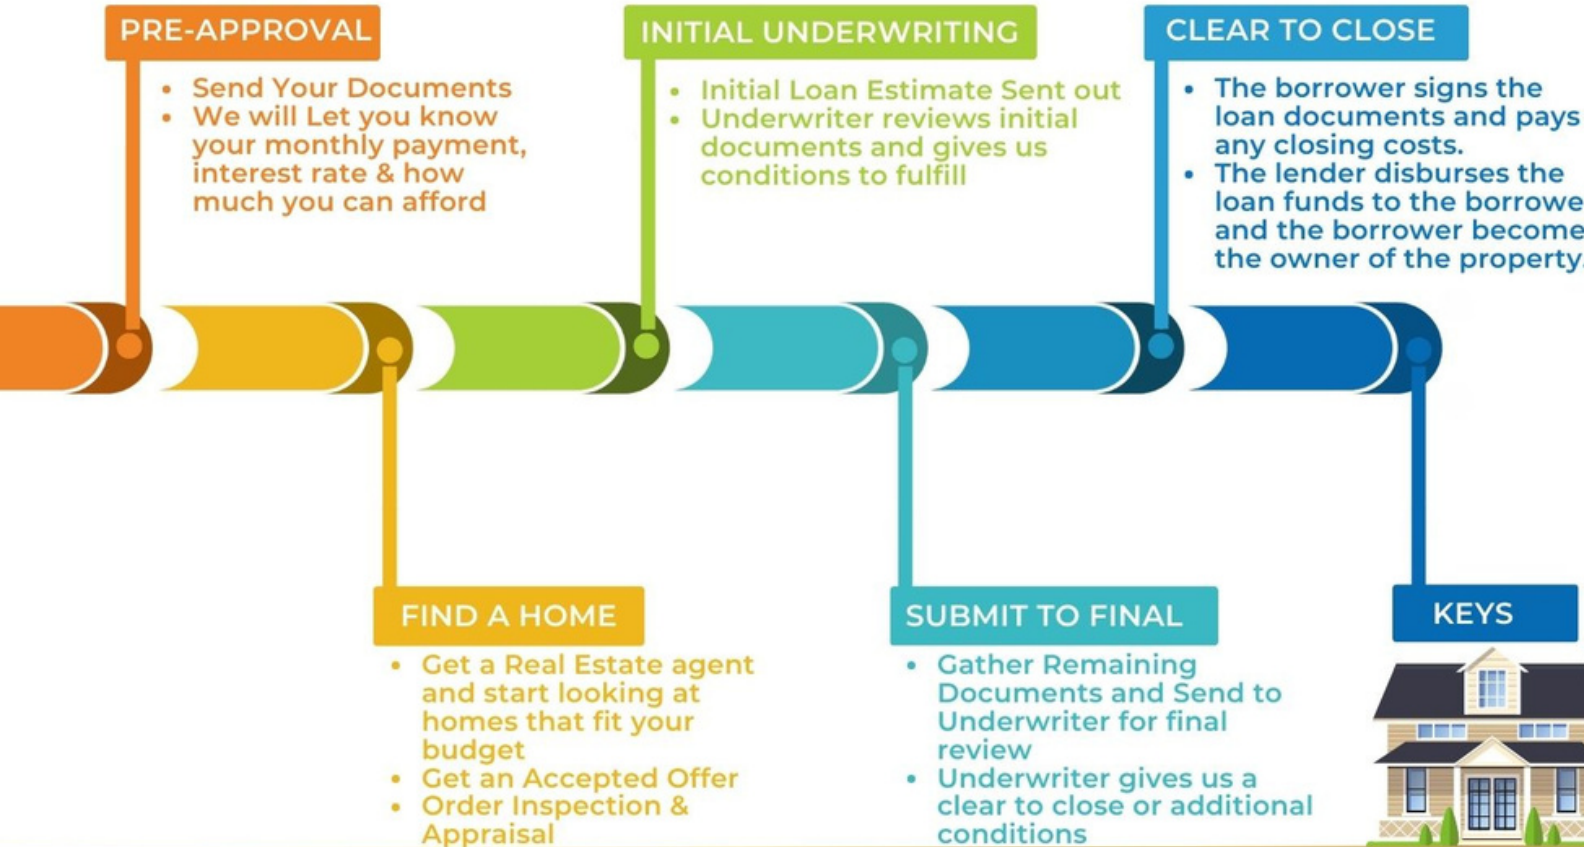 PRE-APPROVAL
• Send Your Documents
• We will Let you know
your monthly payment,
interest rate & how
much you can afford
INITIAL UNDERWRITING
• Initial Loan Estimate Sent out
• Underwriter reviews initial
documents and gives us
conditions to fulfill
CLEAR TO CLOSE
• The borrower signs the
loan documents and pays
any closing costs.
• The lender disburses the
loan funds to the borrowe
and the borrower become
the owner of the property.
FIND A HOME
• Get a Real Estate agent
and start looking at
homes that fit your
budget
• Get an Accepted Offer
• Order Inspection &
Appraisal
SUBMIT TO FINAL
• Gather Remaining
Documents and Send to
Underwriter for final
review
• Underwriter gives us a
clear to close or additional
conditions
KEYS